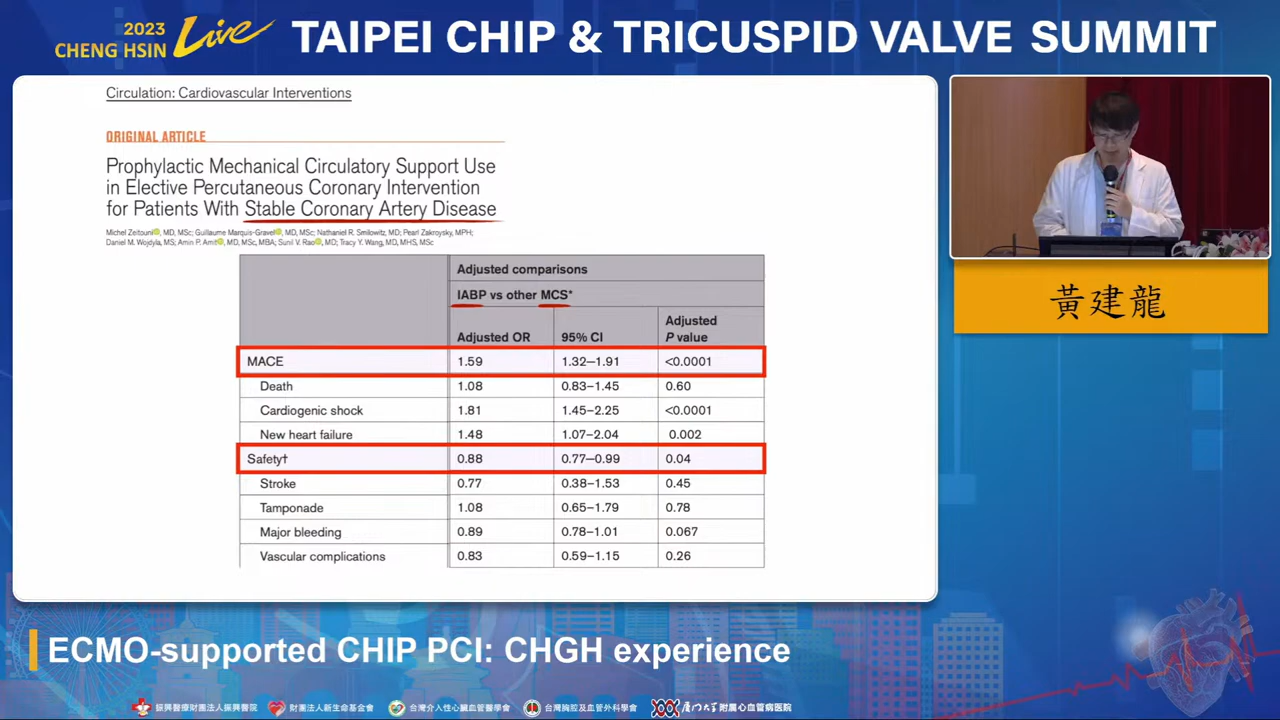 2023
CHENG HSIN Live
TAIPEI CHIP & TRICUSPID VALVE SUMMIT
Circulation: Cardiovascular Interventions
ORIGINAL ARTICLE
Prophylactic Mechanical Circulatory Support Use
in Elective Percutaneous Coronary Intervention
for Patients With Stable Coronary Artery Disease
Michel Zeitouni, MD, MSc; Guillaume Marquis-Gravel, MD, MSc; Nathaniel R. Smilowitz, MD; Pearl Zakroysky, MPH;
Daniel M. Wojdyla, MS; Amit P. Amin, MD, MSc, MBA; Sunil V. Rao, MD; Tracy Y. Wang, MD, MHS, MSc
Adjusted comparisons
IABP vs other MCS*
Adjusted OR 95% CI Adjusted P value
MACE 1.59 1.32–1.91 <0.0001
Death 1.08 0.83–1.45 0.60
Cardiogenic shock 1.81 1.45–2.25 <0.0001
New heart failure 1.48 1.07–2.04 0.002
Safety† 0.88 0.77–0.99 0.04
Stroke 0.77 0.38–1.53 0.45
Tamponade 1.08 0.65–1.79 0.78
Major bleeding 0.89 0.78–1.01 0.067
Vascular complications 0.83 0.59–1.15 0.26
黃建龍
ECMO-supported CHIP PCI: CHGH experience
振興醫療財團法人振興醫院 財團法人新生命基金會 台灣介入性心臟血管醫學會 台灣胸腔及血管外科學會 厦门大学附属心血管病医院